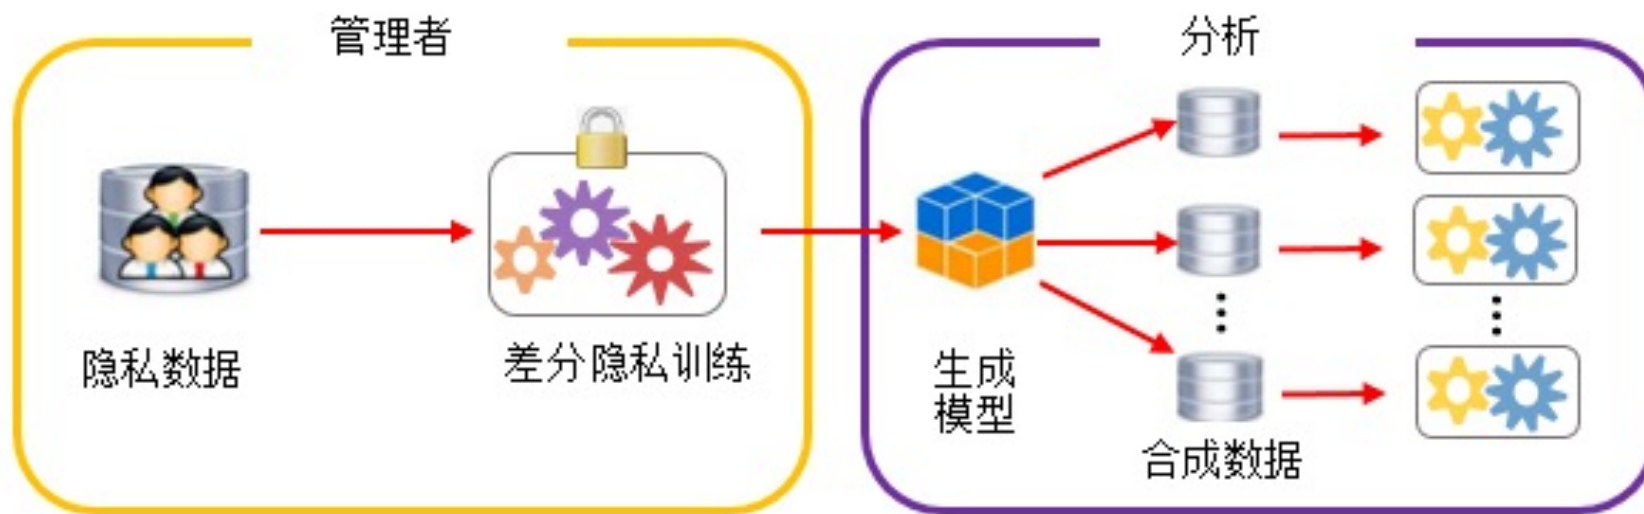 管理者
分析
隐私数据
差分隐私训练
生成
模型
合成数据